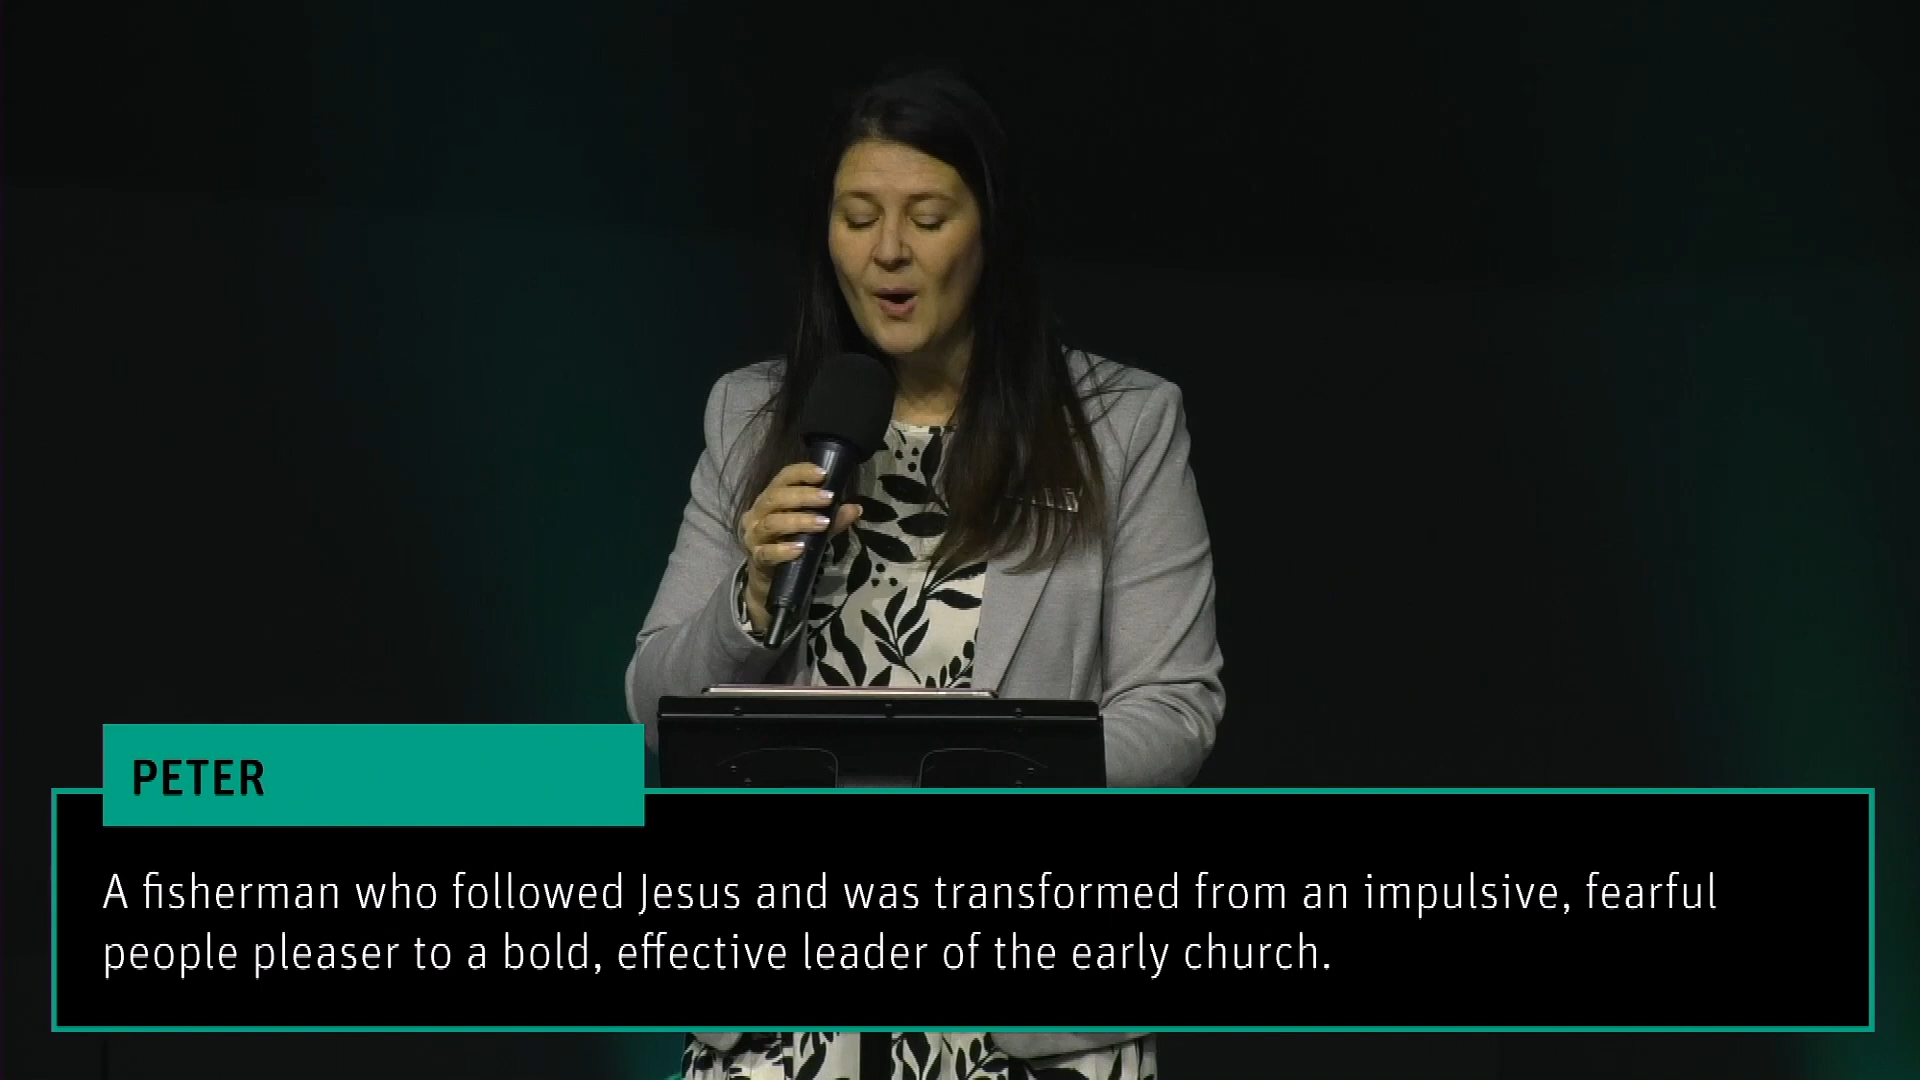 PETER
A fisherman who followed Jesus and was transformed from an impulsive, fearful
people pleaser to a bold, effective leader of the early church.